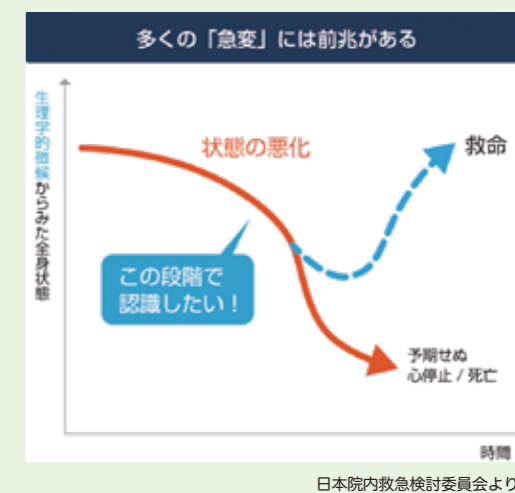 多くの「急変」には前兆がある
生理学的徴候からみた全身状態
状態の悪化
救命
この段階で
認識したい！
予期せぬ
心停止 / 死亡
時間
日本院内救急検討委員会より